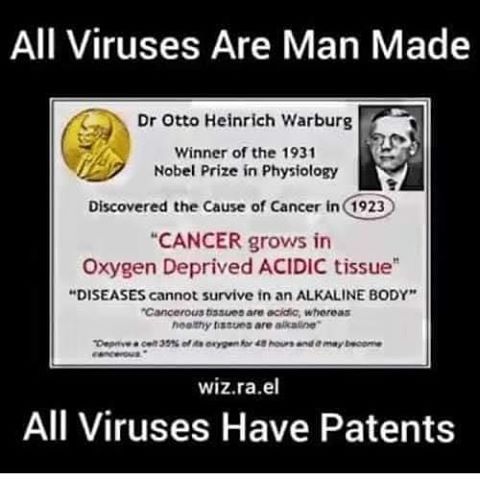 All Viruses Are Man Made
Dr Otto Heinrich Warburg
Winner of the 1931
Nobel Prize in Physiology
Discovered the Cause of Cancer in 1923
"CANCER grows in
Oxygen Deprived ACIDIC tissue"
"DISEASES cannot survive in an ALKALINE BODY"
"Cancerous tissues are acidic, whereas
healthy tissues are alkaline"
"Deprive a cell 35% of its oxygen for 48 hours and it may become
cancerous."
wiz.ra.el
All Viruses Have Patents